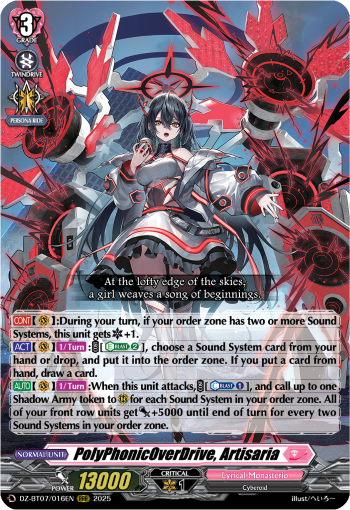 3
GRADE
TWINDRIVE
PERSONA RIDE
At the lofty edge of the skies,
a girl weaves a song of beginnings.
CONT [ ]:During your turn, if your order zone has two or more Sound
Systems, this unit gets +1.
ACT [ ] 1/Turn : [ BLAST 2 ], choose a Sound System card from your
hand or drop, and put it into the order zone. If you put a card from
hand, draw a card.
AUTO [ ] 1/Turn :When this unit attacks, [ BLAST 1 ], and call up to one
Shadow Army token to for each Sound System in your order zone. All
of your front row units get +5000 until end of turn for every two
Sound Systems in your order zone.
NORMAL UNIT PolyPhonicOverDrive, Artisaria
POWER 13000 CRITICAL 1 Lyrical Monasterio
Cyberoid
DZ-BT07/016EN RRR 2025 illust/へいろー